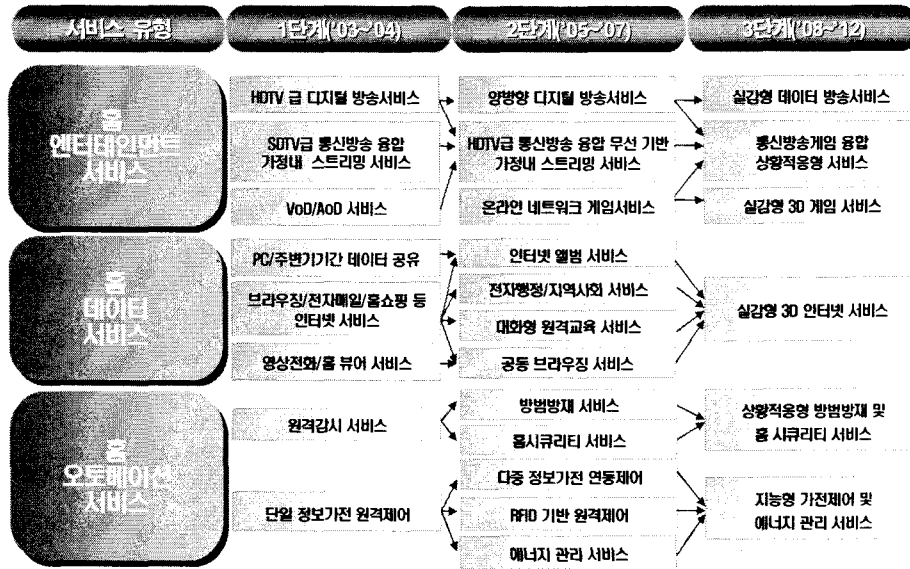 서비스 유형
1단계('03~'04)
2단계('05~'07)
3단계('08~'12)
홈
엔터테인먼트
서비스
HDTV 급 디지털 방송서비스
SDTV급 통신방송 융합
가정내 스트리밍 서비스
VoD/AoD 서비스
양방향 디지털 방송서비스
HDTV급 통신방송 융합 무선 기반
가정내 스트리밍 서비스
온라인 네트워크 게임서비스
실감형 데이터 방송서비스
통신방송게임 융합
상황적응형 서비스
실감형 3D 게임 서비스
홈
데이터
서비스
PC/주변기기간 데이터 공유
브라우징/전자메일/홈쇼핑 등
인터넷 서비스
영상전화/홈 뷰어 서비스
인터넷 앨범 서비스
전자행정/지역사회 서비스
대화형 원격교육 서비스
공동 브라우징 서비스
실감형 3D 인터넷 서비스
홈
오토메이션
서비스
원격감시 서비스
단일 정보가전 원격제어
방범방재 서비스
홈시큐리티 서비스
다중 정보가전 연동제어
RFID 기반 원격제어
에너지 관리 서비스
상황적응형 방범방재 및
홈 시큐리티 서비스
지능형 가전제어 및
에너지 관리 서비스